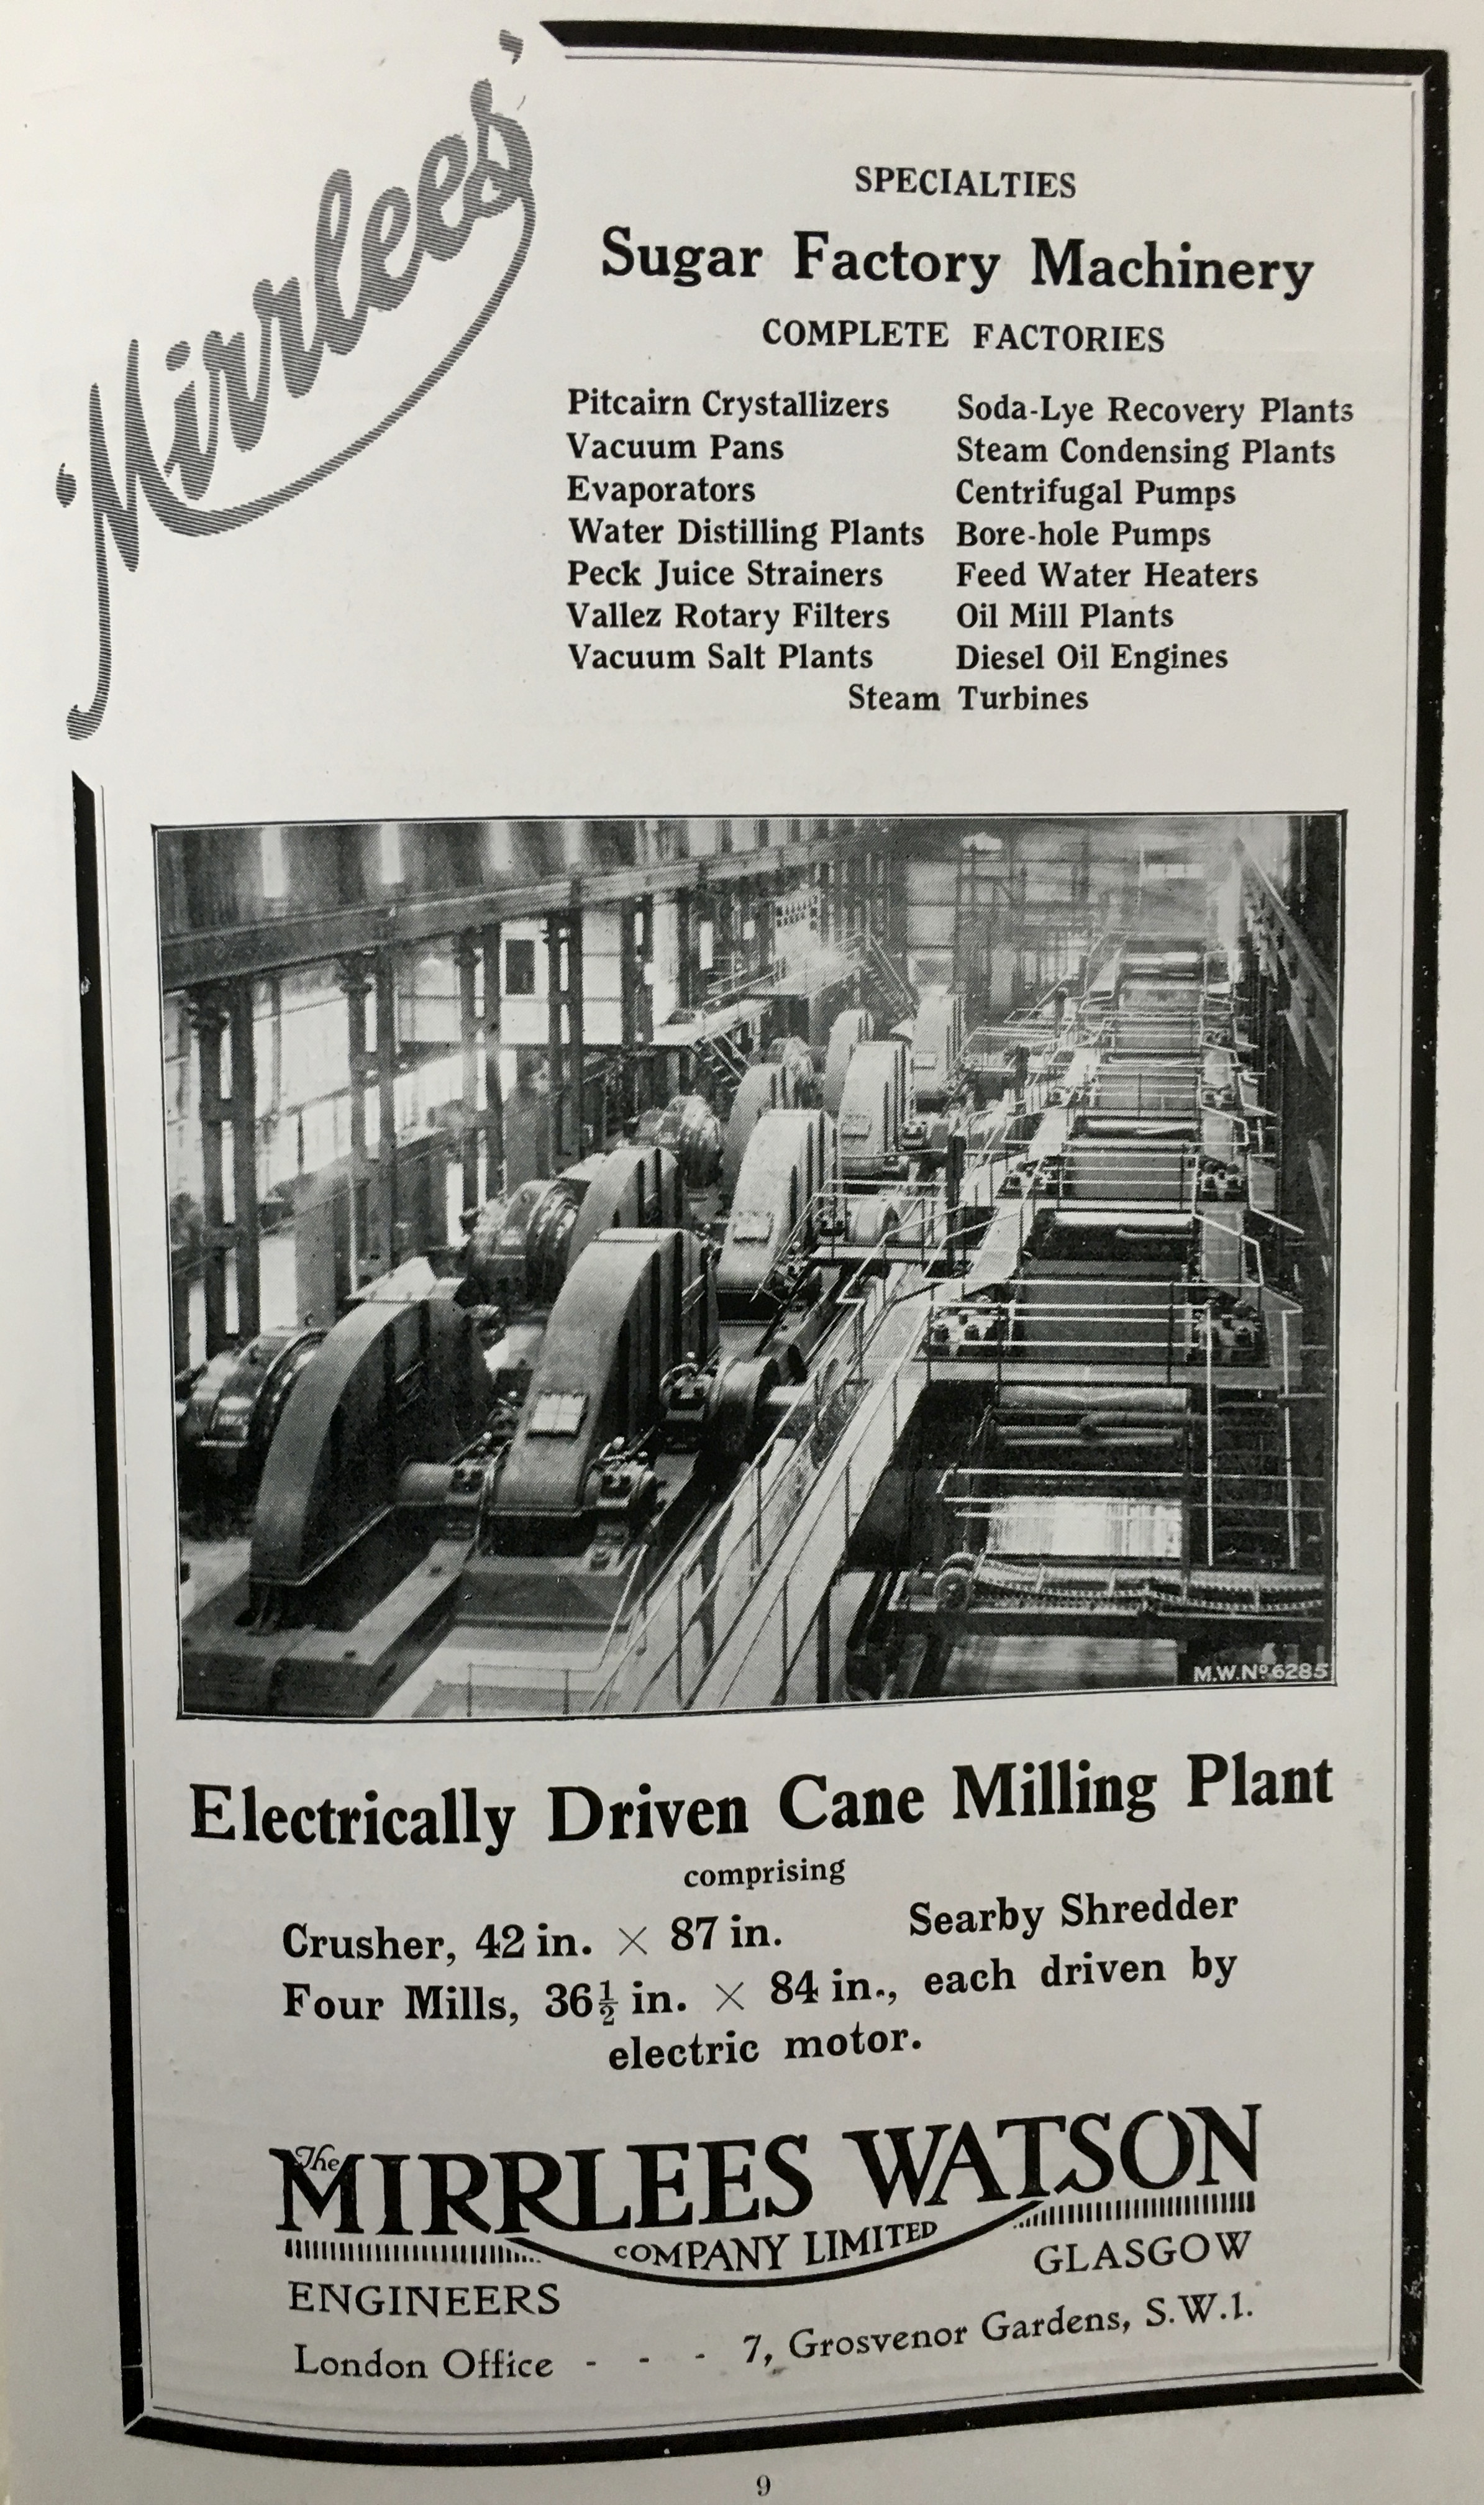 'Mirrlees'
SPECIALTIES
Sugar Factory Machinery
COMPLETE FACTORIES
Pitcairn Crystallizers
Vacuum Pans
Evaporators
Water Distilling Plants
Peck Juice Strainers
Vallez Rotary Filters
Vacuum Salt Plants
Soda-Lye Recovery Plants
Steam Condensing Plants
Centrifugal Pumps
Bore-hole Pumps
Feed Water Heaters
Oil Mill Plants
Diesel Oil Engines
Steam Turbines
M.W.Nº6285
Electrically Driven Cane Milling Plant
comprising
Crusher, 42 in. × 87 in. Searby Shredder
Four Mills, 36½ in. × 84 in., each driven by
electric motor.
The MIRRLEES WATSON
COMPANY LIMITED
ENGINEERS GLASGOW
London Office - - - 7, Grosvenor Gardens, S.W.1.
9